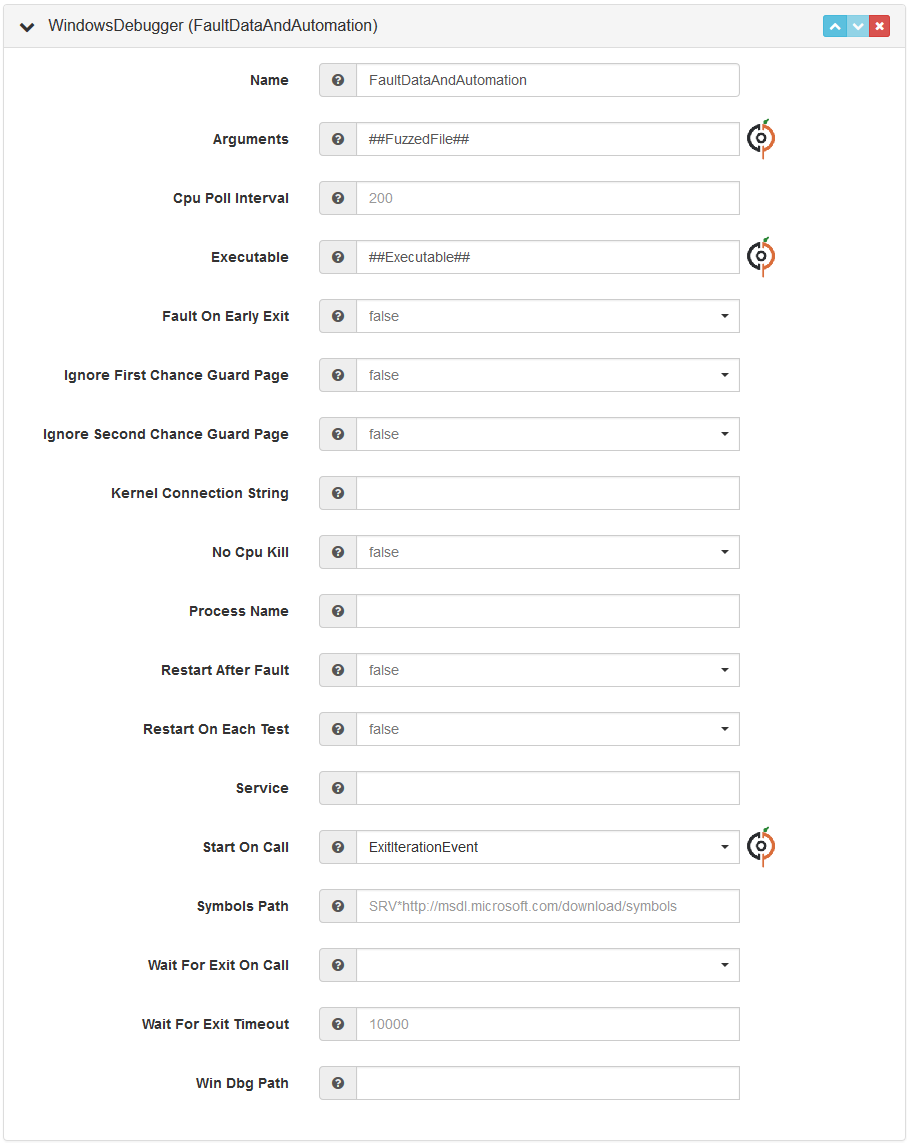 WindowsDebugger (FaultDataAndAutomation)
Name FaultDataAndAutomation
Arguments ##FuzzedFile##
Cpu Poll Interval 200
Executable ##Executable##
Fault On Early Exit false
Ignore First Chance Guard Page false
Ignore Second Chance Guard Page false
Kernel Connection String
No Cpu Kill false
Process Name
Restart After Fault false
Restart On Each Test false
Service
Start On Call ExitIterationEvent
Symbols Path SRV*http://msdl.microsoft.com/download/symbols
Wait For Exit On Call
Wait For Exit Timeout 10000
Win Dbg Path